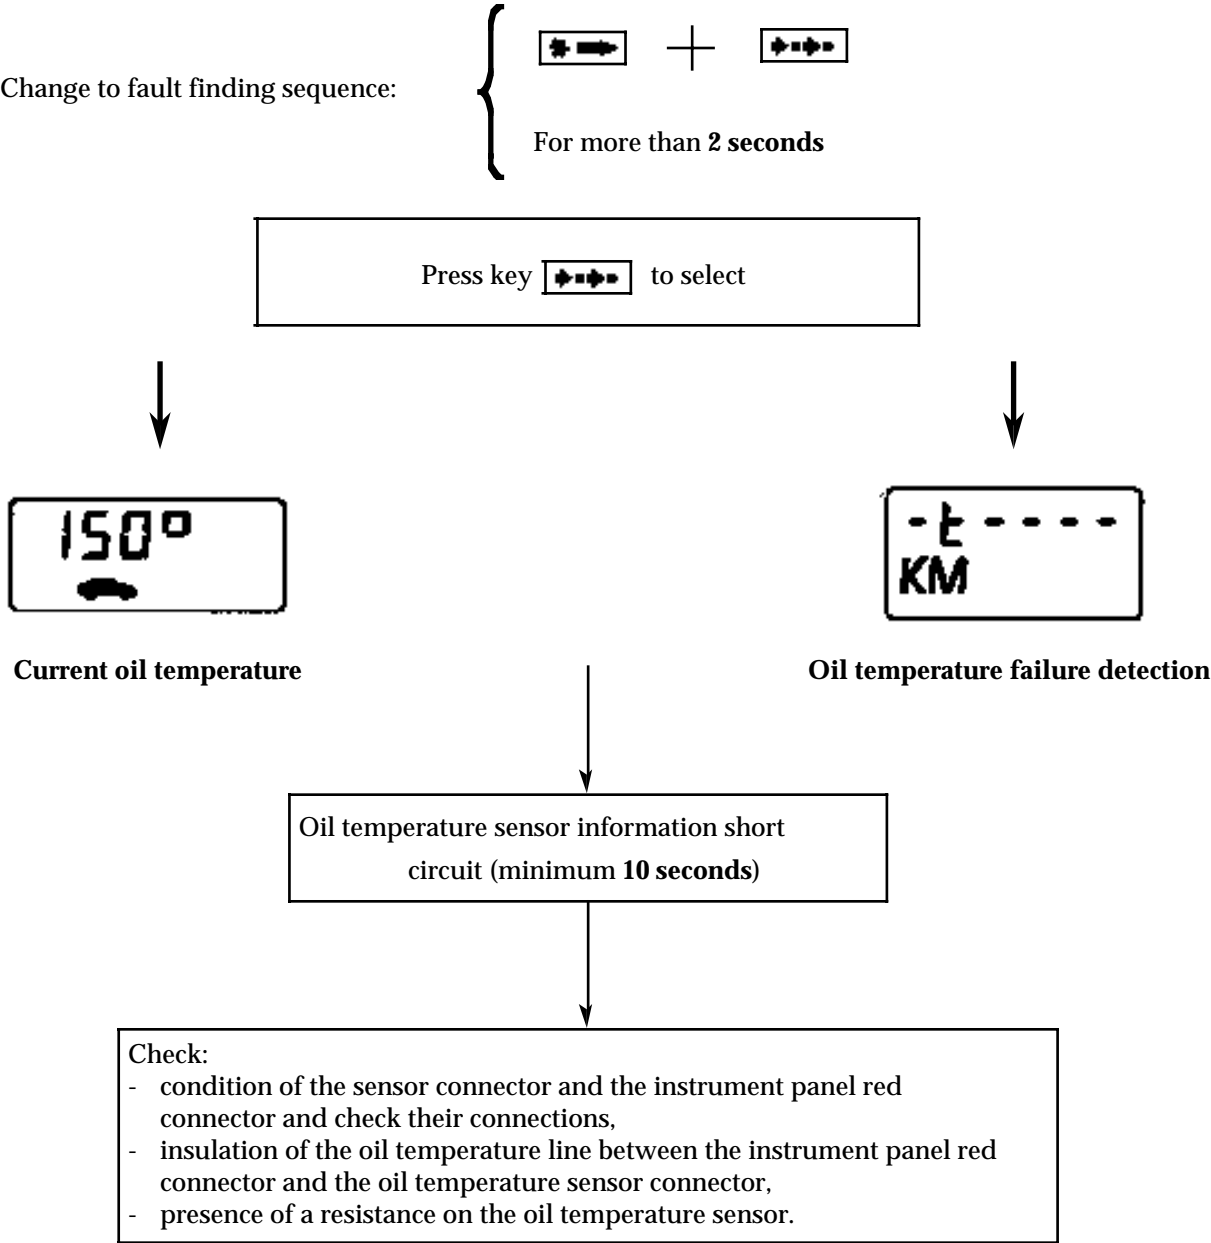 Change to fault finding sequence:
For more than 2 seconds
Press key to select
150°
- t - - - -
KM
Current oil temperature
Oil temperature failure detection
Oil temperature sensor information short
circuit (minimum 10 seconds)
Check:
- condition of the sensor connector and the instrument panel red
connector and check their connections,
- insulation of the oil temperature line between the instrument panel red
connector and the oil temperature sensor connector,
- presence of a resistance on the oil temperature sensor.